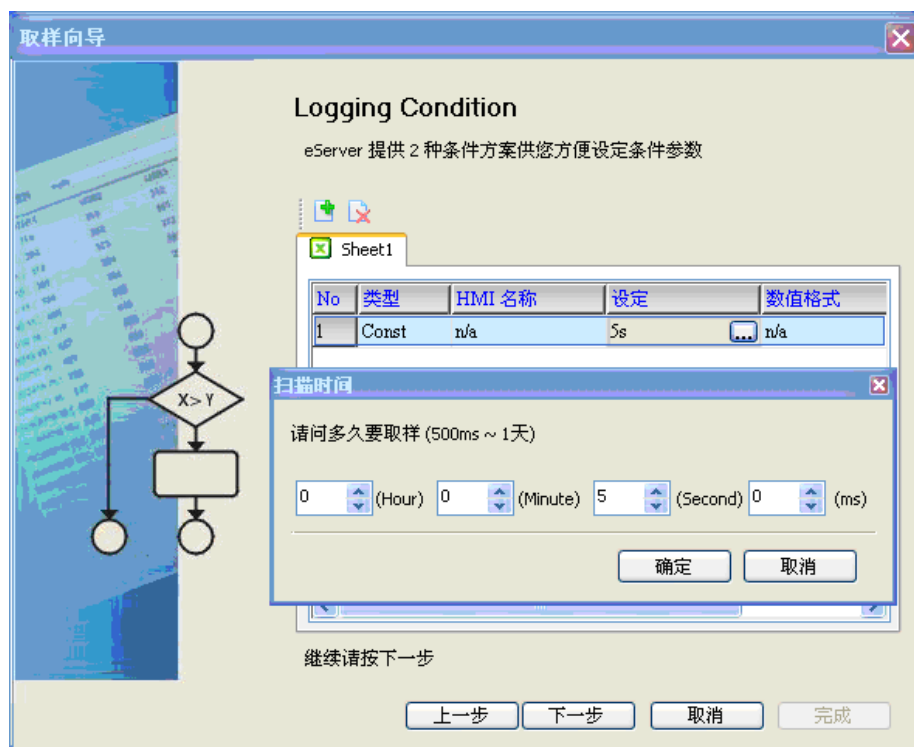 取样向导
Logging Condition
eServer 提供 2 种条件方案供您方便设定条件参数
Sheet1
No 类型 HMI 名称 设定 数值格式
1 Const n/a 5s ... n/a
X > Y
扫描时间
请问多久要取样 (500ms ~ 1天)
0 (Hour) 0 (Minute) 5 (Second) 0 (ms)
确定 取消
继续请按下一步
上一步 下一步 取消 完成